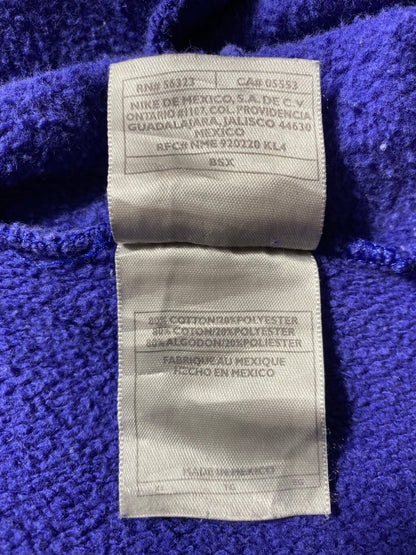 RN# 56323 CA# 05553
NIKE DE MEXICO, S.A. DE C.V.
ONTARIO #1107, COL. PROVIDENCIA
GUADALAJARA, JALISCO 44630
MEXICO
RFC# NME 920220 KL4
BSX
80% COTTON/20%POLYESTER
80% COTON/20%POLYESTER
80% ALGODON/20%POLIESTER
FABRIQUE AU MEXIQUE
HECHO EN MEXICO
MADE IN MEXICO